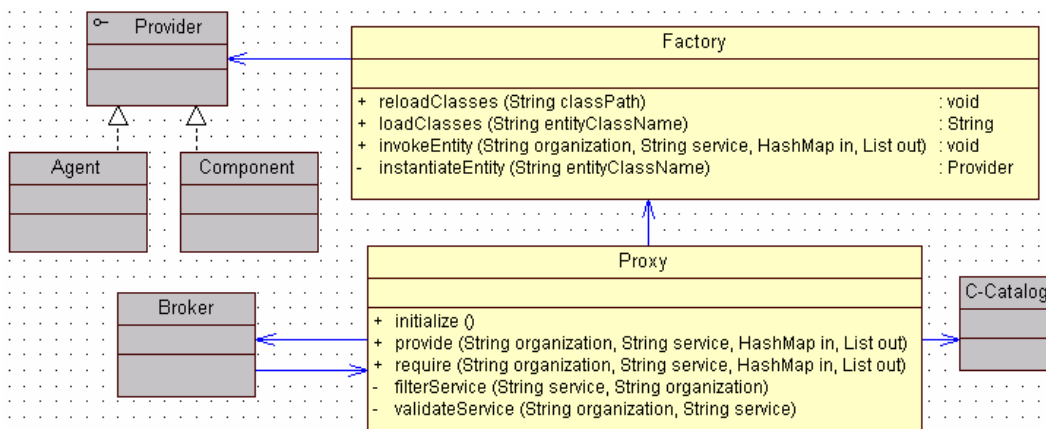 Provider
Factory
+ reloadClasses (String classPath) : void
+ loadClasses (String entityClassName) : String
+ invokeEntity (String organization, String service, HashMap in, List out) : void
- instantiateEntity (String entityClassName) : Provider
Agent
Component
Proxy
+ initialize ()
+ provide (String organization, String service, HashMap in, List out)
+ require (String organization, String service, HashMap in, List out)
- filterService (String service, String organization)
- validateService (String organization, String service)
Broker
C-Catalog